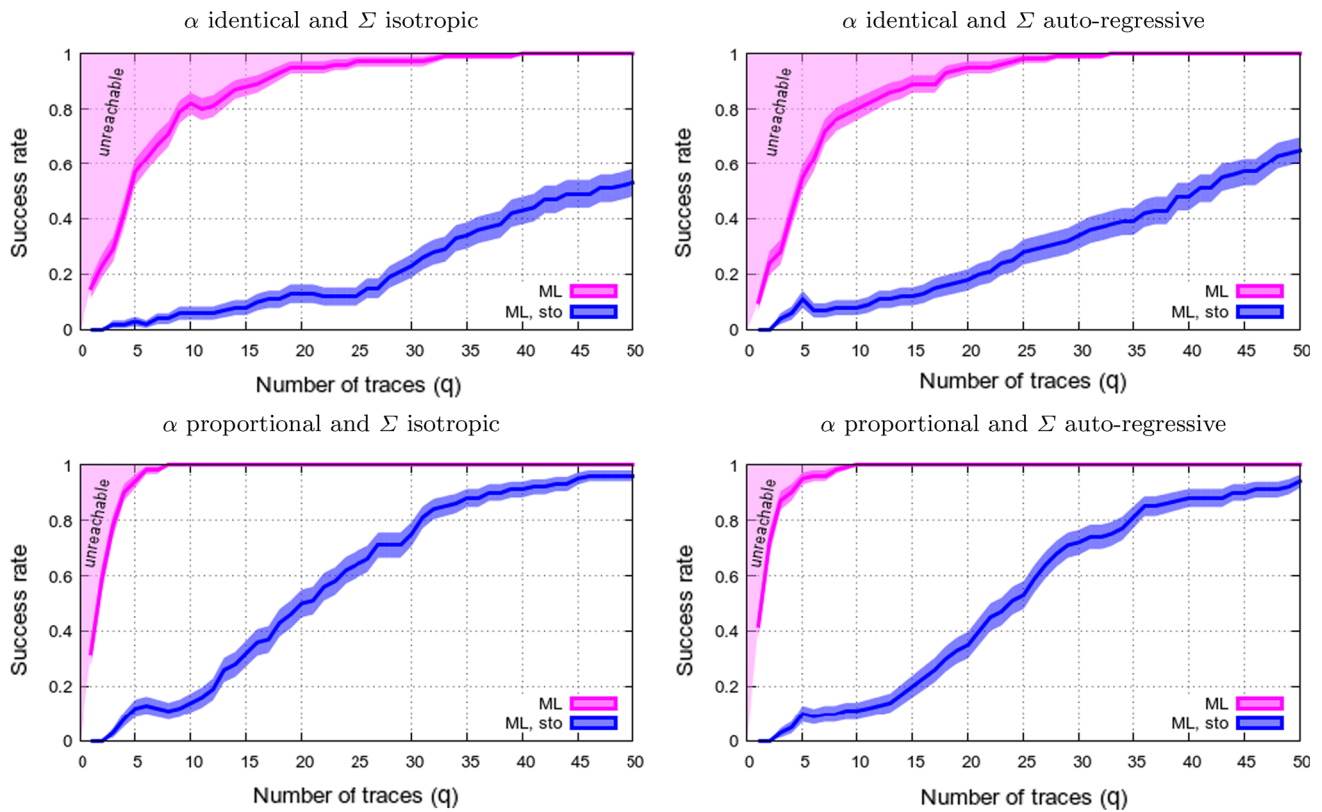 α identical and Σ isotropic
1
0.8
0.6
0.4
0.2
0
Success rate
unreachable
ML
ML, sto
0 5 10 15 20 25 30 35 40 45 50
Number of traces (q)
α identical and Σ auto-regressive
1
0.8
0.6
0.4
0.2
0
Success rate
unreachable
ML
ML, sto
0 5 10 15 20 25 30 35 40 45 50
Number of traces (q)
α proportional and Σ isotropic
1
0.8
0.6
0.4
0.2
0
Success rate
unreachable
ML
ML, sto
0 5 10 15 20 25 30 35 40 45 50
Number of traces (q)
α proportional and Σ auto-regressive
1
0.8
0.6
0.4
0.2
0
Success rate
unreachable
ML
ML, sto
0 5 10 15 20 25 30 35 40 45 50
Number of traces (q)